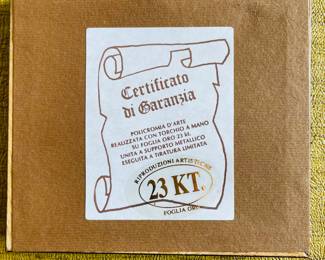 Certificato
di Garanzia
POLICROMIA D'ARTE
REALIZZATA CON TORCHIO A MANO
SU FOGLIA ORO 23 kt.
UNITA A SUPPORTO METALLICO
ESEGUITA A TIRATURA LIMITATA
RIPRODUZIONI ARTISTICHE
23 KT.
FOGLIA ORO